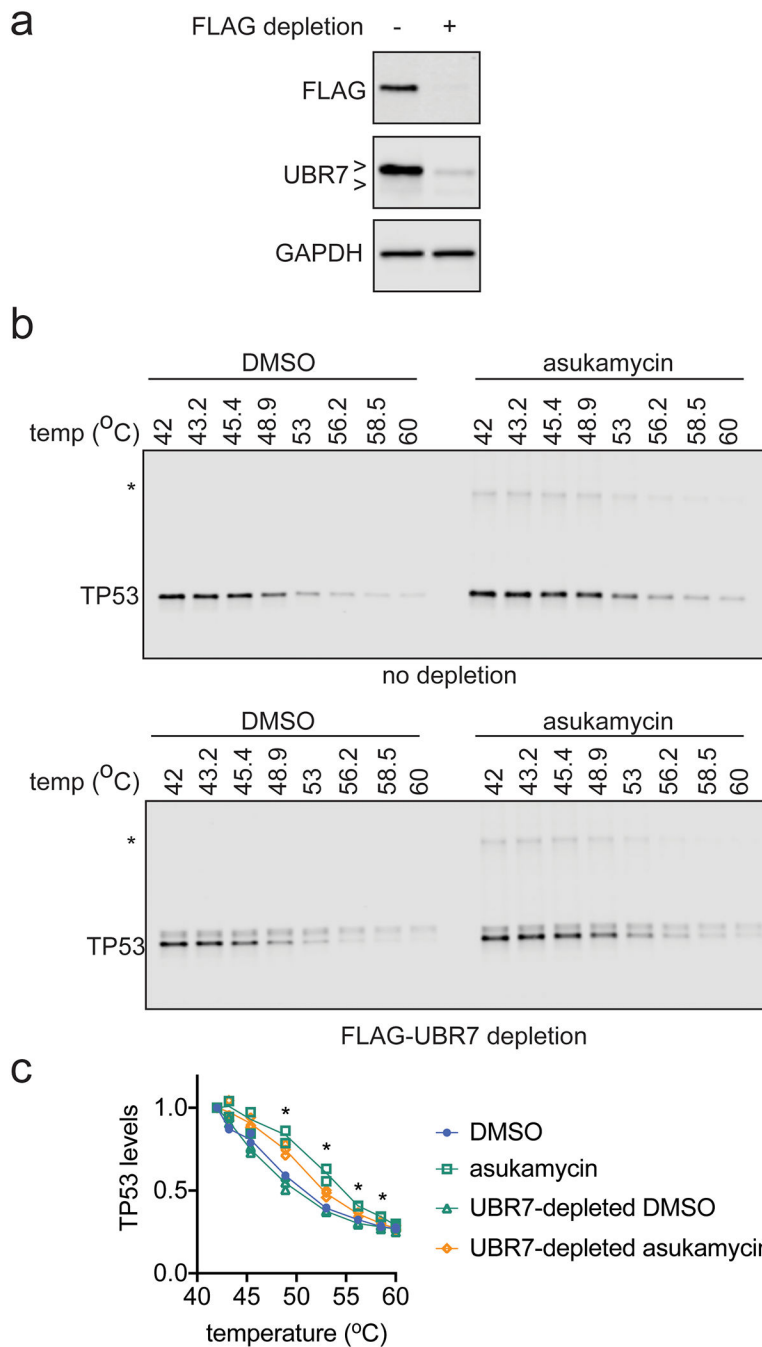 a
FLAG depletion - +
FLAG
UBR7 >
>
GAPDH
b
DMSO asukamycin
temp (°C) 42 43.2 45.4 48.9 53 56.2 58.5 60 42 43.2 45.4 48.9 53 56.2 58.5 60
*
TP53
no depletion
DMSO asukamycin
temp (°C) 42 43.2 45.4 48.9 53 56.2 58.5 60 42 43.2 45.4 48.9 53 56.2 58.5 60
*
TP53
FLAG-UBR7 depletion
c
TP53 levels
1.0
0.5
0.0
* * * *
40 45 50 55 60
temperature (°C)
DMSO
asukamycin
UBR7-depleted DMSO
UBR7-depleted asukamycin